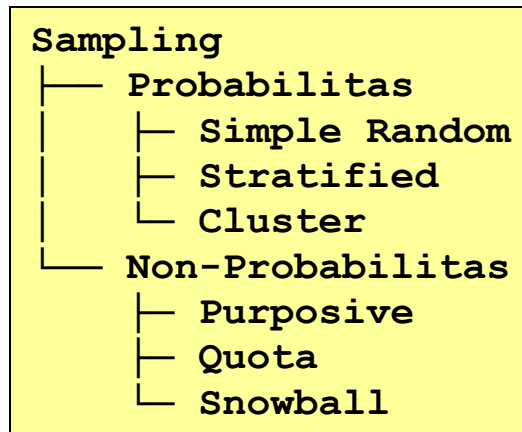 Sampling
├── Probabilitas
│   ├─ Simple Random
│   ├─ Stratified
│   └─ Cluster
└── Non-Probabilitas
    ├─ Purposive
    ├─ Quota
    └─ Snowball